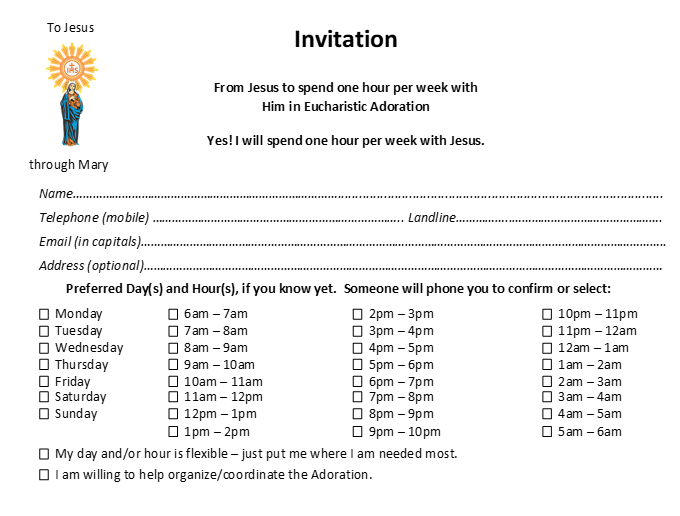 To Jesus
IHS
through Mary
Invitation
From Jesus to spend one hour per week with
Him in Eucharistic Adoration
Yes! I will spend one hour per week with Jesus.
Name……………………………………………………………………………………………………………………
Telephone (mobile) …………………………………………………………….. Landline……………………………………………………
Email (in capitals)……………………………………………………………………………………………………………………
Address (optional)……………………………………………………………………………………………………………………
Preferred Day(s) and Hour(s), if you know yet.  Someone will phone you to confirm or select:
☐ Monday ☐ 6am – 7am ☐ 2pm – 3pm ☐ 10pm – 11pm
☐ Tuesday ☐ 7am – 8am ☐ 3pm – 4pm ☐ 11pm – 12am
☐ Wednesday ☐ 8am – 9am ☐ 4pm – 5pm ☐ 12am – 1am
☐ Thursday ☐ 9am – 10am ☐ 5pm – 6pm ☐ 1am – 2am
☐ Friday ☐ 10am – 11am ☐ 6pm – 7pm ☐ 2am – 3am
☐ Saturday ☐ 11am – 12pm ☐ 7pm – 8pm ☐ 3am – 4am
☐ Sunday ☐ 12pm – 1pm ☐ 8pm – 9pm ☐ 4am – 5am
☐ 1pm – 2pm ☐ 9pm – 10pm ☐ 5am – 6am
☐ My day and/or hour is flexible – just put me where I am needed most.
☐ I am willing to help organize/coordinate the Adoration.